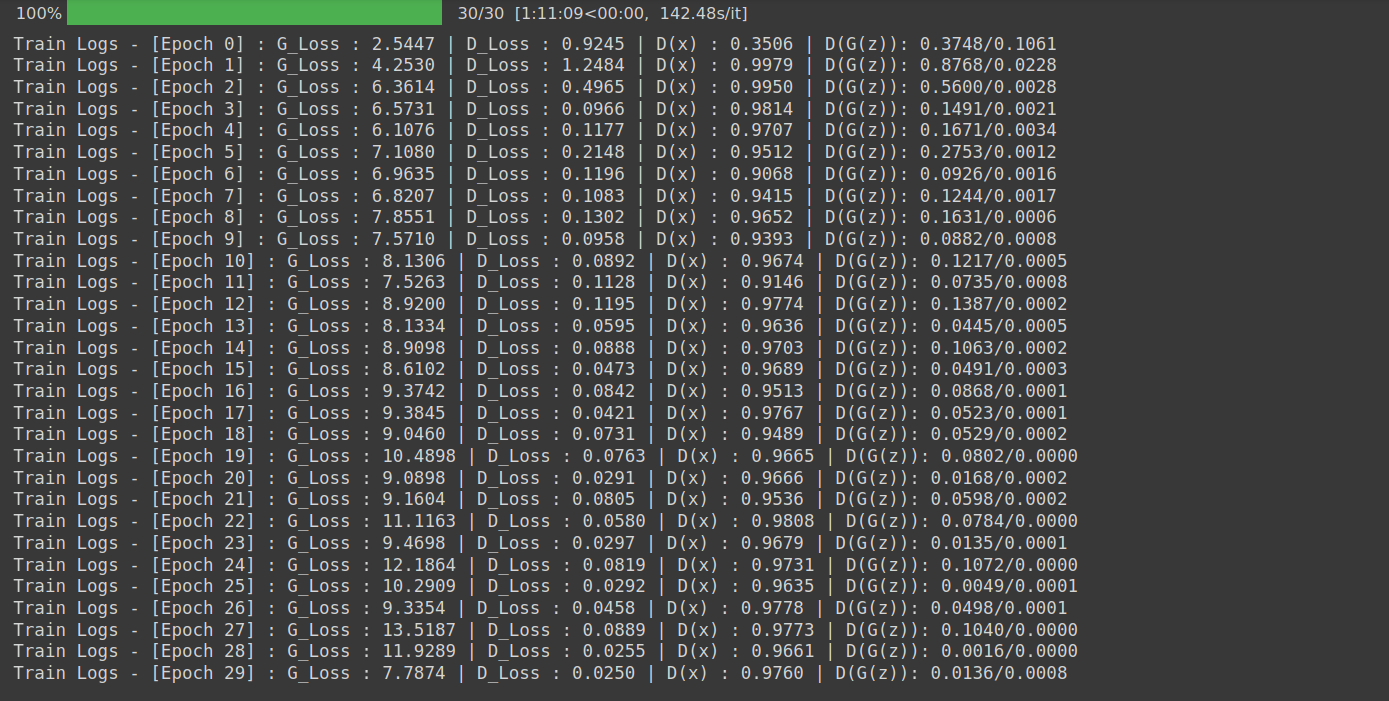 100% 30/30 [1:11:09<00:00, 142.48s/it]
Train Logs - [Epoch 0] : G_Loss : 2.5447 | D_Loss : 0.9245 | D(x) : 0.3506 | D(G(z)): 0.3748/0.1061
Train Logs - [Epoch 1] : G_Loss : 4.2530 | D_Loss : 1.2484 | D(x) : 0.9979 | D(G(z)): 0.8768/0.0228
Train Logs - [Epoch 2] : G_Loss : 6.3614 | D_Loss : 0.4965 | D(x) : 0.9950 | D(G(z)): 0.5600/0.0028
Train Logs - [Epoch 3] : G_Loss : 6.5731 | D_Loss : 0.0966 | D(x) : 0.9814 | D(G(z)): 0.1491/0.0021
Train Logs - [Epoch 4] : G_Loss : 6.1076 | D_Loss : 0.1177 | D(x) : 0.9707 | D(G(z)): 0.1671/0.0034
Train Logs - [Epoch 5] : G_Loss : 7.1080 | D_Loss : 0.2148 | D(x) : 0.9512 | D(G(z)): 0.2753/0.0012
Train Logs - [Epoch 6] : G_Loss : 6.9635 | D_Loss : 0.1196 | D(x) : 0.9068 | D(G(z)): 0.0926/0.0016
Train Logs - [Epoch 7] : G_Loss : 6.8207 | D_Loss : 0.1083 | D(x) : 0.9415 | D(G(z)): 0.1244/0.0017
Train Logs - [Epoch 8] : G_Loss : 7.8551 | D_Loss : 0.1302 | D(x) : 0.9652 | D(G(z)): 0.1631/0.0006
Train Logs - [Epoch 9] : G_Loss : 7.5710 | D_Loss : 0.0958 | D(x) : 0.9393 | D(G(z)): 0.0882/0.0008
Train Logs - [Epoch 10] : G_Loss : 8.1306 | D_Loss : 0.0892 | D(x) : 0.9674 | D(G(z)): 0.1217/0.0005
Train Logs - [Epoch 11] : G_Loss : 7.5263 | D_Loss : 0.1128 | D(x) : 0.9146 | D(G(z)): 0.0735/0.0008
Train Logs - [Epoch 12] : G_Loss : 8.9200 | D_Loss : 0.1195 | D(x) : 0.9774 | D(G(z)): 0.1387/0.0002
Train Logs - [Epoch 13] : G_Loss : 8.1334 | D_Loss : 0.0595 | D(x) : 0.9636 | D(G(z)): 0.0445/0.0005
Train Logs - [Epoch 14] : G_Loss : 8.9098 | D_Loss : 0.0888 | D(x) : 0.9703 | D(G(z)): 0.1063/0.0002
Train Logs - [Epoch 15] : G_Loss : 8.6102 | D_Loss : 0.0473 | D(x) : 0.9689 | D(G(z)): 0.0491/0.0003
Train Logs - [Epoch 16] : G_Loss : 9.3742 | D_Loss : 0.0842 | D(x) : 0.9513 | D(G(z)): 0.0868/0.0001
Train Logs - [Epoch 17] : G_Loss : 9.3845 | D_Loss : 0.0421 | D(x) : 0.9767 | D(G(z)): 0.0523/0.0001
Train Logs - [Epoch 18] : G_Loss : 9.0460 | D_Loss : 0.0731 | D(x) : 0.9489 | D(G(z)): 0.0529/0.0002
Train Logs - [Epoch 19] : G_Loss : 10.4898 | D_Loss : 0.0763 | D(x) : 0.9665 | D(G(z)): 0.0802/0.0000
Train Logs - [Epoch 20] : G_Loss : 9.0898 | D_Loss : 0.0291 | D(x) : 0.9666 | D(G(z)): 0.0168/0.0002
Train Logs - [Epoch 21] : G_Loss : 9.1604 | D_Loss : 0.0805 | D(x) : 0.9536 | D(G(z)): 0.0598/0.0002
Train Logs - [Epoch 22] : G_Loss : 11.1163 | D_Loss : 0.0580 | D(x) : 0.9808 | D(G(z)): 0.0784/0.0000
Train Logs - [Epoch 23] : G_Loss : 9.4698 | D_Loss : 0.0297 | D(x) : 0.9679 | D(G(z)): 0.0135/0.0001
Train Logs - [Epoch 24] : G_Loss : 12.1864 | D_Loss : 0.0819 | D(x) : 0.9731 | D(G(z)): 0.1072/0.0000
Train Logs - [Epoch 25] : G_Loss : 10.2909 | D_Loss : 0.0292 | D(x) : 0.9635 | D(G(z)): 0.0049/0.0001
Train Logs - [Epoch 26] : G_Loss : 9.3354 | D_Loss : 0.0458 | D(x) : 0.9778 | D(G(z)): 0.0498/0.0001
Train Logs - [Epoch 27] : G_Loss : 13.5187 | D_Loss : 0.0889 | D(x) : 0.9773 | D(G(z)): 0.1040/0.0000
Train Logs - [Epoch 28] : G_Loss : 11.9289 | D_Loss : 0.0255 | D(x) : 0.9661 | D(G(z)): 0.0016/0.0000
Train Logs - [Epoch 29] : G_Loss : 7.7874 | D_Loss : 0.0250 | D(x) : 0.9760 | D(G(z)): 0.0136/0.0008